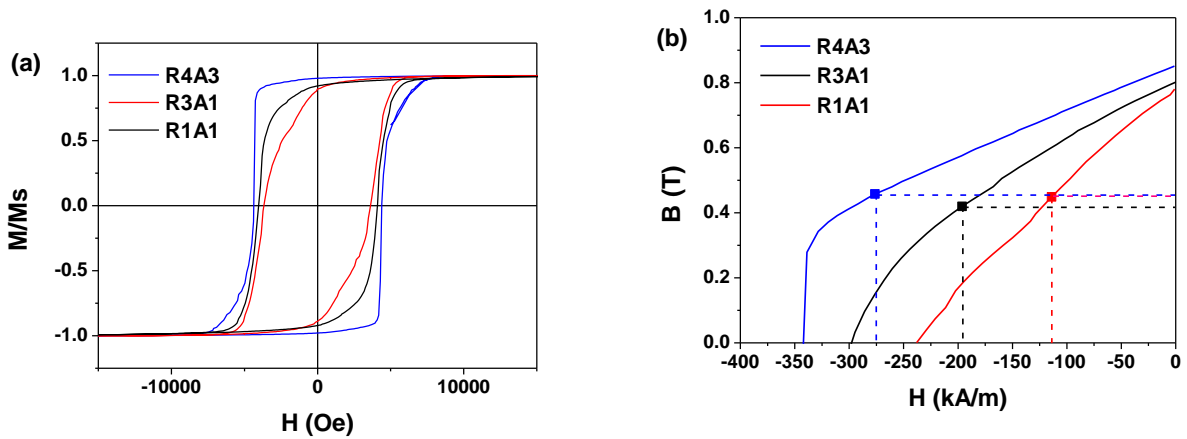 (a)
R4A3
R3A1
R1A1
1.0
0.5
0.0
-0.5
-1.0
M/Ms
-10000
0
10000
H (Oe)
(b)
R4A3
R3A1
R1A1
1.0
0.8
0.6
0.4
0.2
0.0
B (T)
-400
-350
-300
-250
-200
-150
-100
-50
0
H (kA/m)